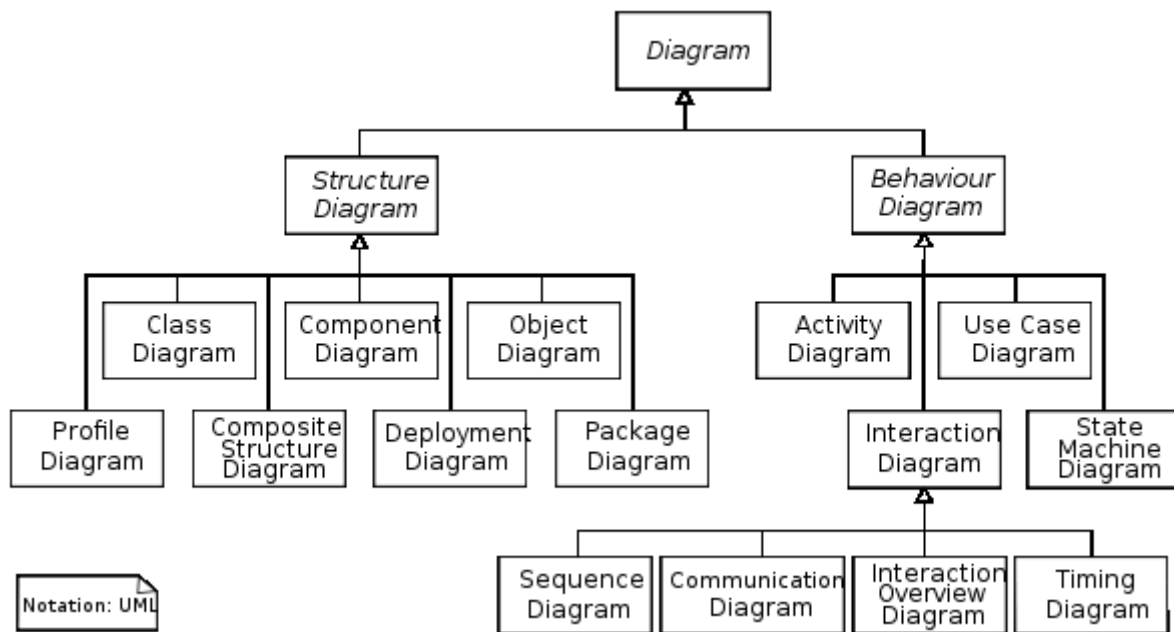 Diagram
Structure
Diagram
Behaviour
Diagram
Class
Diagram
Component
Diagram
Object
Diagram
Activity
Diagram
Use Case
Diagram
Profile
Diagram
Composite
Structure
Diagram
Deployment
Diagram
Package
Diagram
Interaction
Diagram
State
Machine
Diagram
Sequence
Diagram
Communication
Diagram
Interaction
Overview
Diagram
Timing
Diagram
Notation: UML